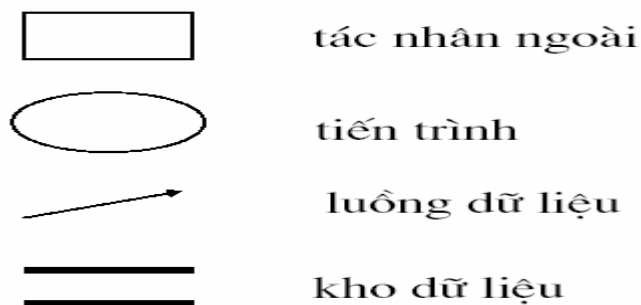 tác nhân ngoài
tiến trình
luồng dữ liệu
kho dữ liệu